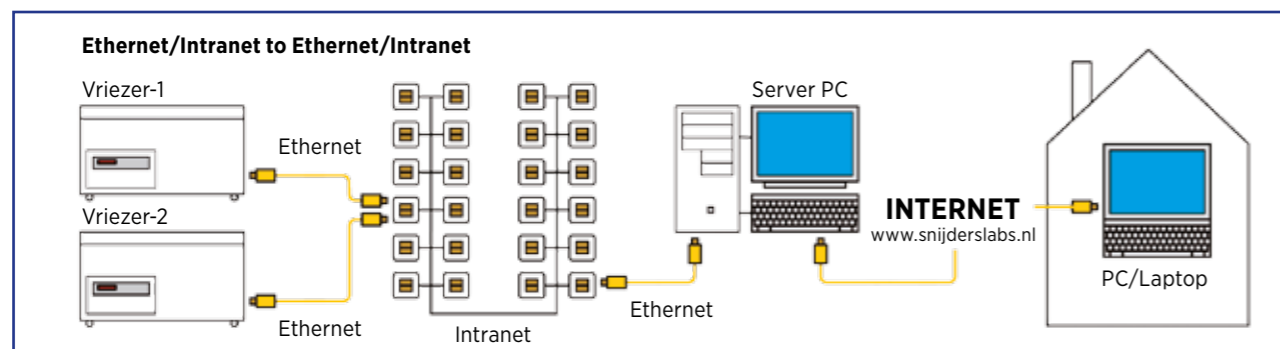 Ethernet/Intranet to Ethernet/Intranet
Vriezer-1
Ethernet
Vriezer-2
Ethernet
Intranet
Ethernet
Server PC
INTERNET
www.snijderslabs.nl
PC/Laptop